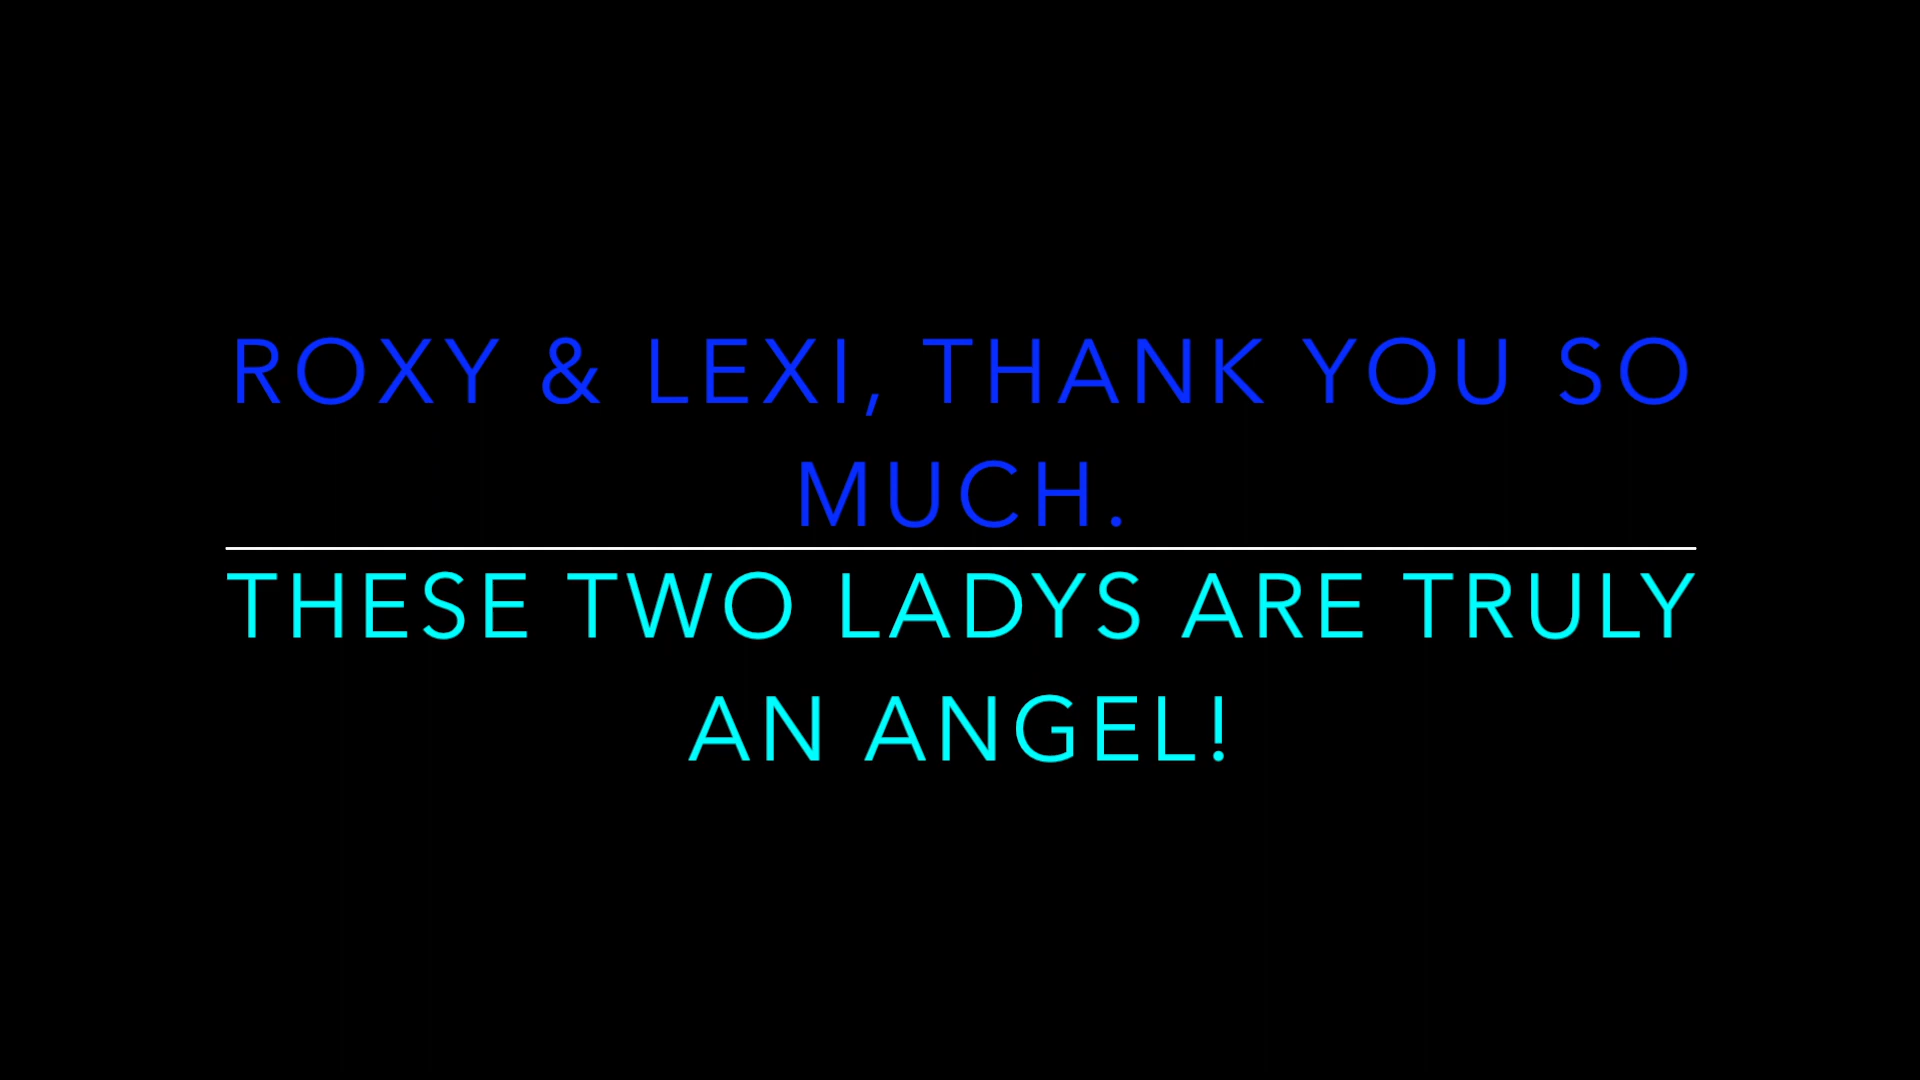 ROXY & LEXI, THANK YOU SO
MUCH.
THESE TWO LADYS ARE TRULY
AN ANGEL!